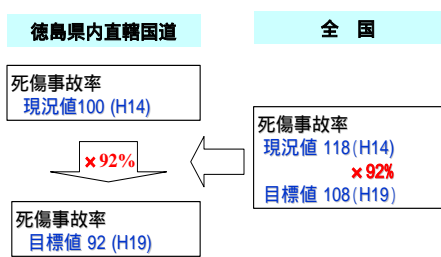 徳島県内直轄国道
死傷事故率
現況値100 (H14)
×92%
死傷事故率
目標値 92 (H19)
全 国
死傷事故率
現況値 118(H14)
×92%
目標値 108(H19)